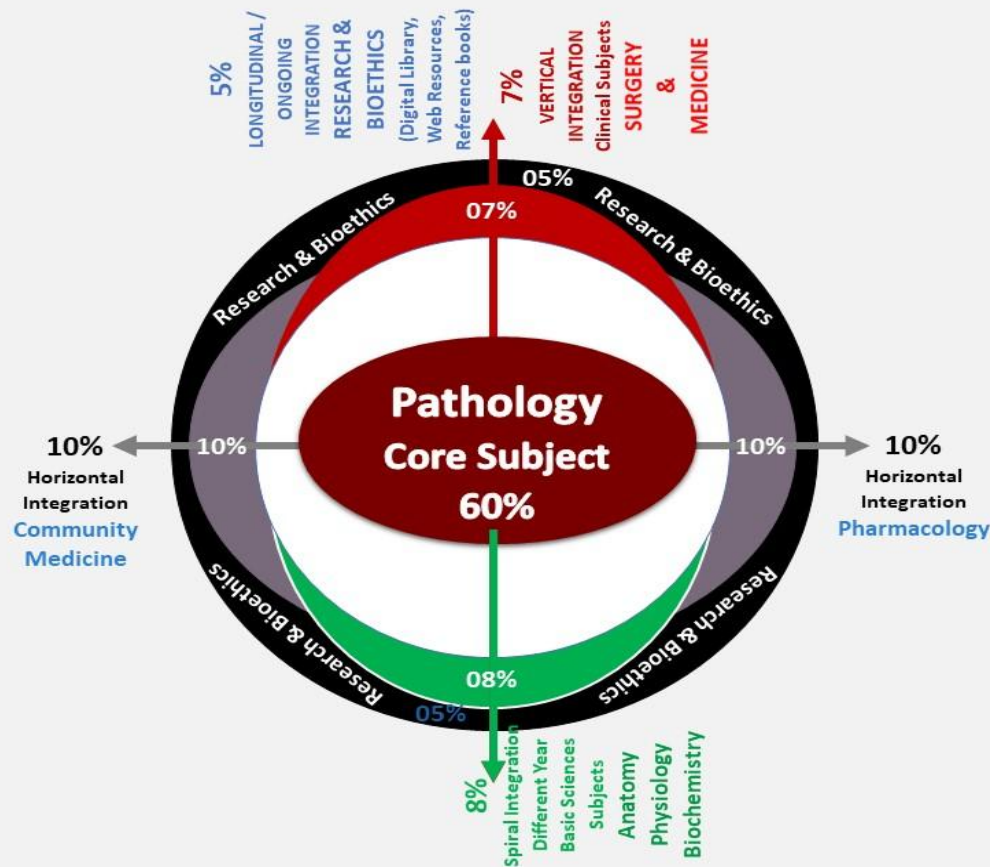 5%
LONGITUDINAL /
ONGOING
INTEGRATION
RESEARCH &
BIOETHICS
(Digital Library,
Web Resources,
Reference books)
7%
VERTICAL
INTEGRATION
Clinical Subjects
SURGERY
&
MEDICINE
05%
Research & Bioethics
Research & Bioethics
07%
Pathology
Core Subject
60%
10%
Horizontal
Integration
Community
Medicine
10%
10%
10%
Horizontal
Integration
Pharmacology
Research & Bioethics
Research & Bioethics
08%
05%
8%
Spiral Integration
Different Year
Basic Sciences
Subjects
Anatomy
Physiology
Biochemistry